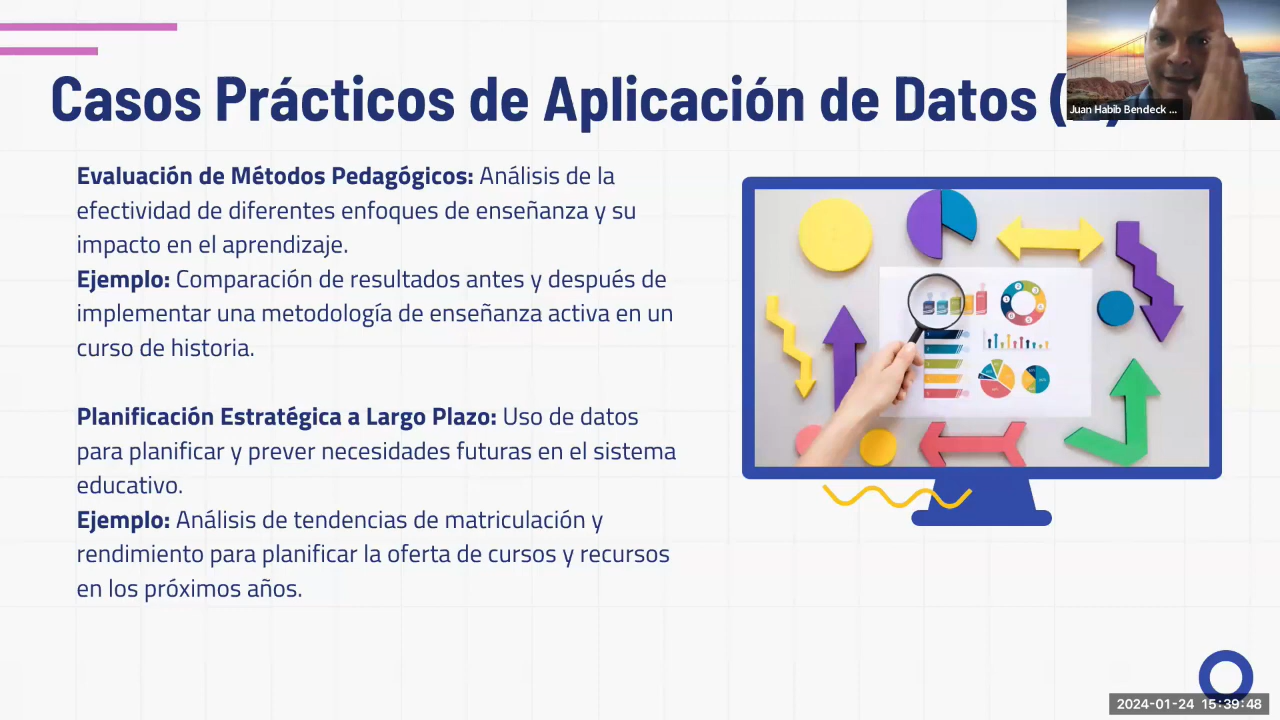 Casos Prácticos de Aplicación de Datos (
Juan Habib Bendeck ...
Evaluación de Métodos Pedagógicos: Análisis de la
efectividad de diferentes enfoques de enseñanza y su
impacto en el aprendizaje.
Ejemplo: Comparación de resultados antes y después de
implementar una metodología de enseñanza activa en un
curso de historia.
Planificación Estratégica a Largo Plazo: Uso de datos
para planificar y prever necesidades futuras en el sistema
educativo.
Ejemplo: Análisis de tendencias de matriculación y
rendimiento para planificar la oferta de cursos y recursos
en los próximos años.
2024-01-24 15:39:48